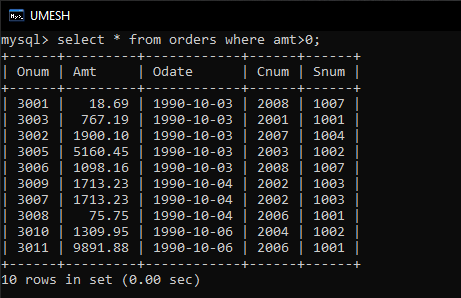 UMESH
mysql> select * from orders where amt>0;
+------+---------+------------+------+------+
| Onum | Amt     | Odate      | Cnum | Snum |
+------+---------+------------+------+------+
| 3001 |   18.69 | 1990-10-03 | 2008 | 1007 |
| 3003 |  767.19 | 1990-10-03 | 2001 | 1001 |
| 3002 | 1900.10 | 1990-10-03 | 2007 | 1004 |
| 3005 | 5160.45 | 1990-10-03 | 2003 | 1002 |
| 3006 | 1098.16 | 1990-10-03 | 2008 | 1007 |
| 3009 | 1713.23 | 1990-10-04 | 2002 | 1003 |
| 3007 | 1713.23 | 1990-10-04 | 2002 | 1003 |
| 3008 |   75.75 | 1990-10-04 | 2006 | 1001 |
| 3010 | 1309.95 | 1990-10-06 | 2004 | 1002 |
| 3011 | 9891.88 | 1990-10-06 | 2006 | 1001 |
+------+---------+------------+------+------+
10 rows in set (0.00 sec)